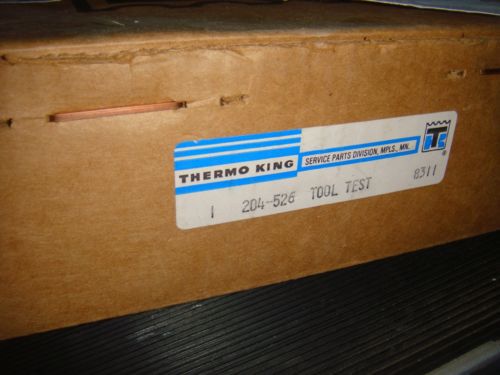 THERMO KING
SERVICE PARTS DIVISION, MPLS., MN.
TK ®
1 204-526 TOOL TEST 8311